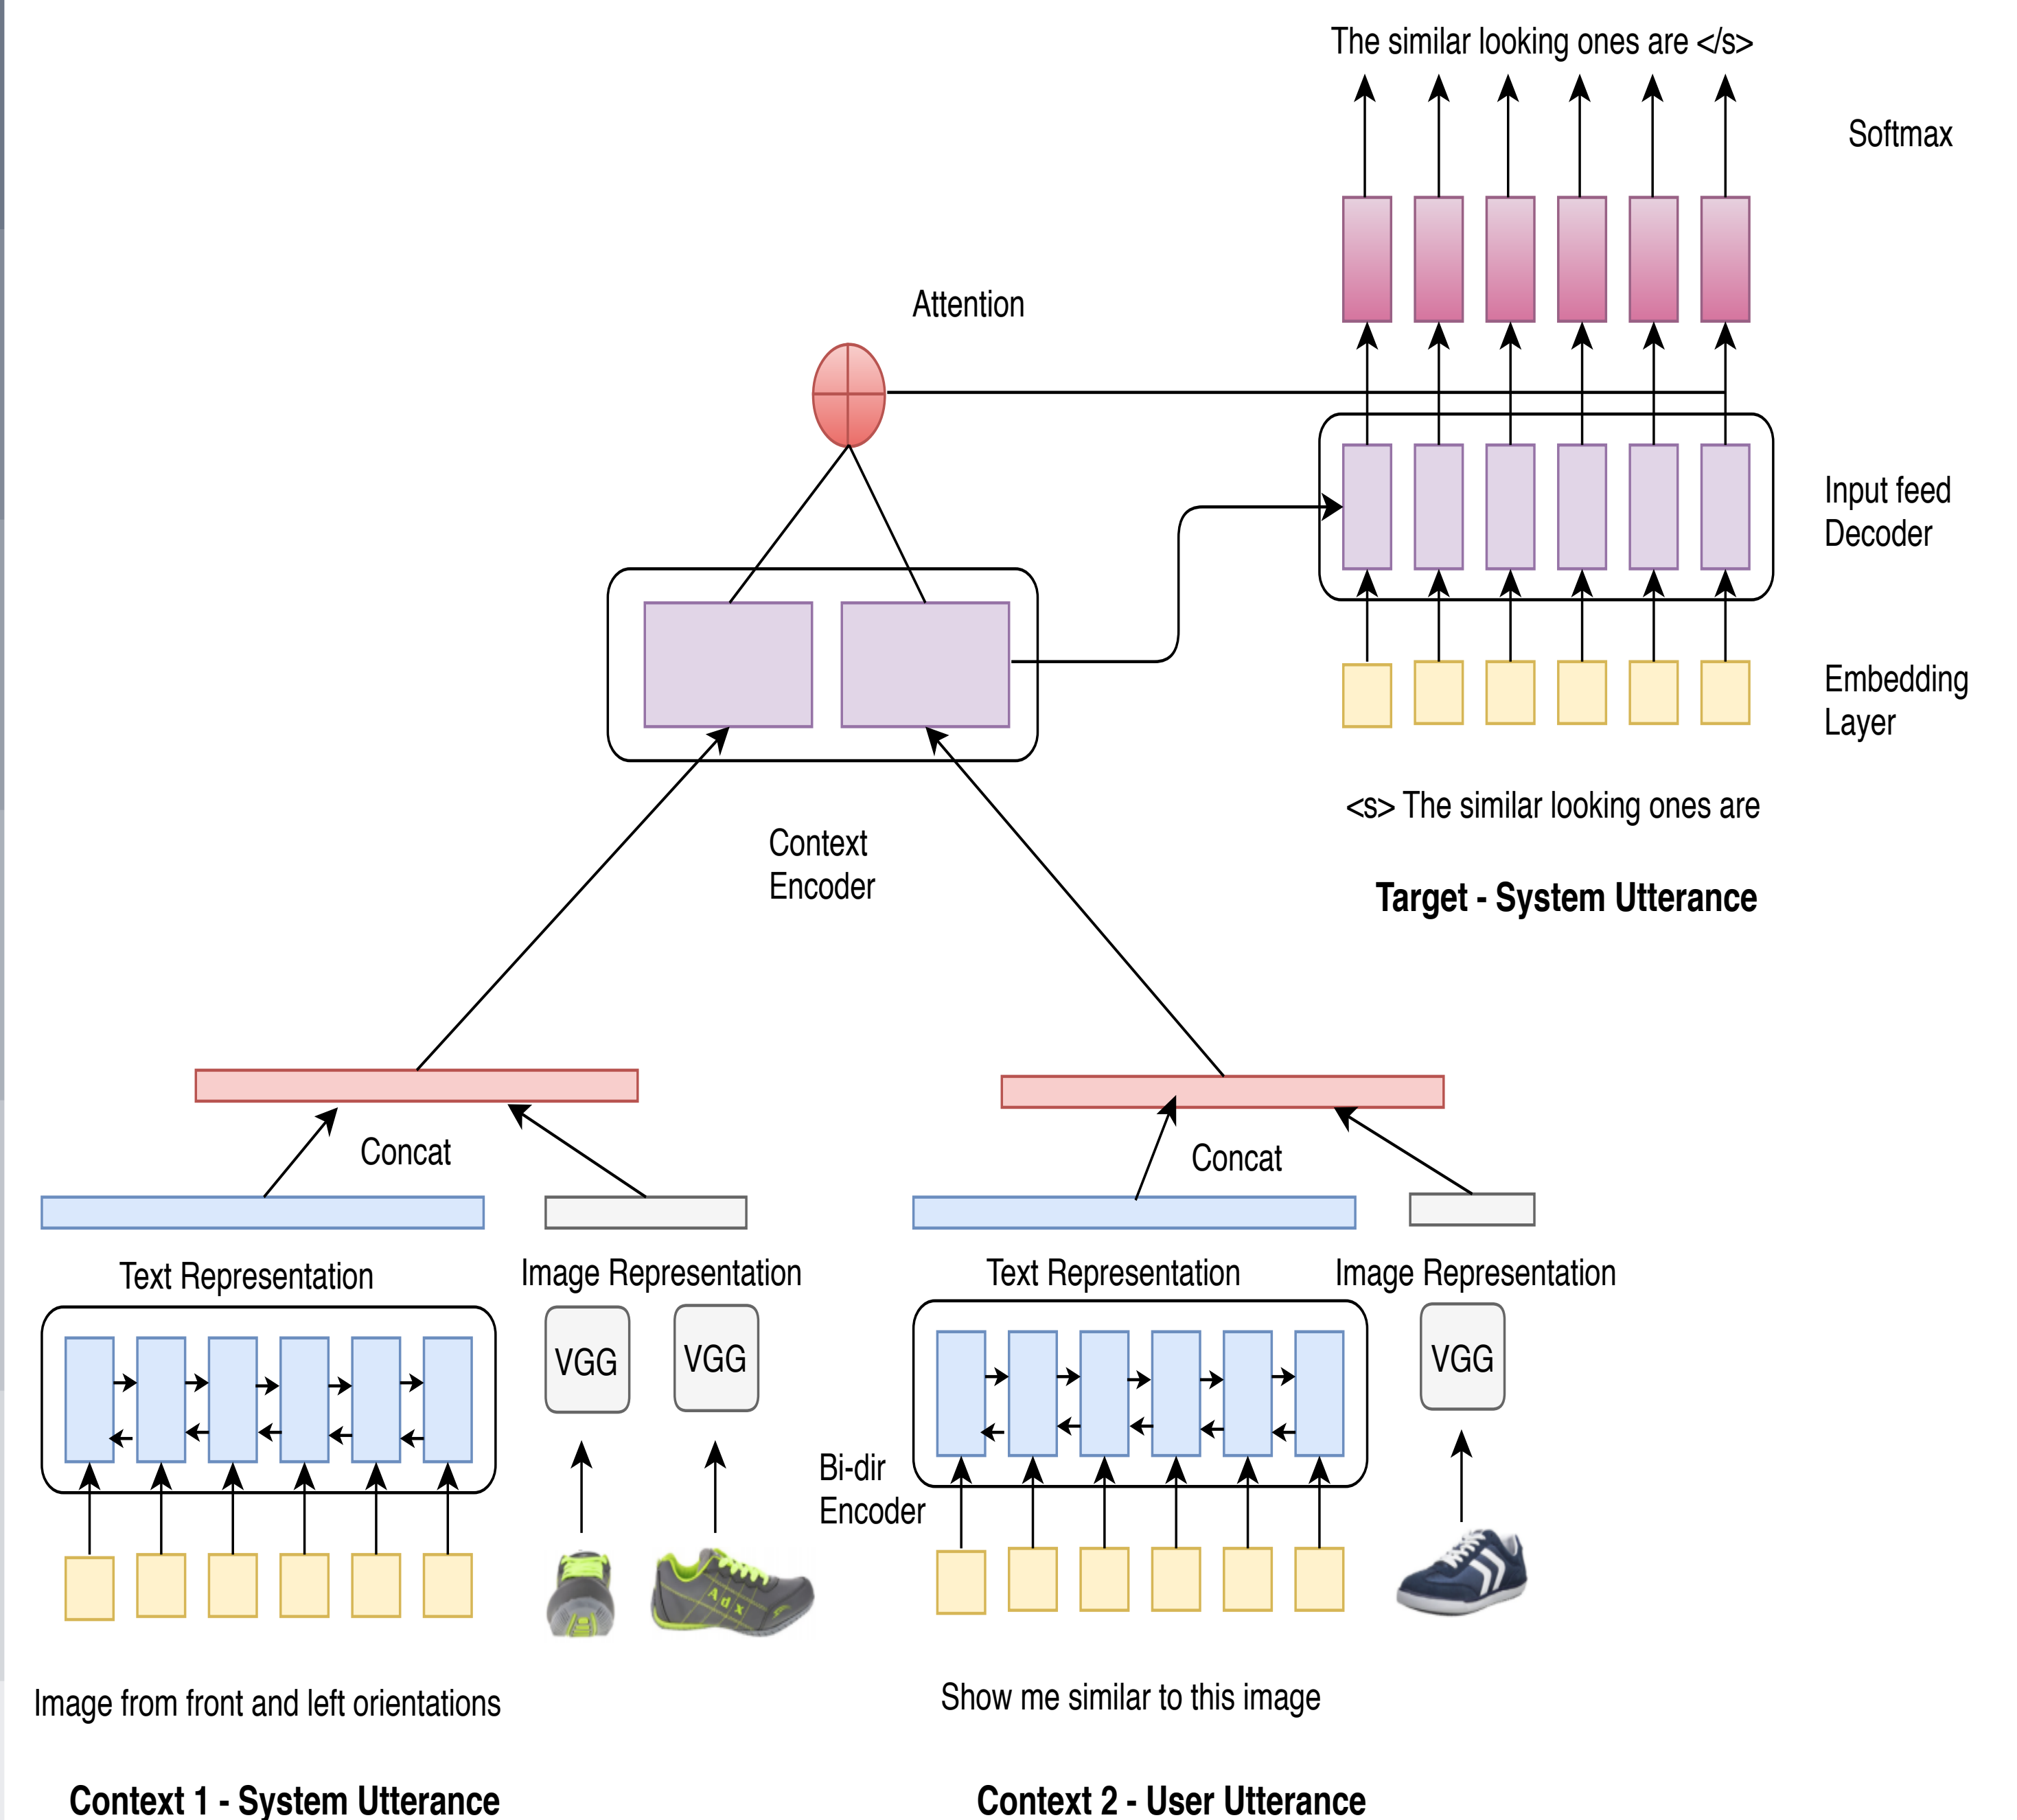 The similar looking ones are </s>
Softmax
Attention
Input feed
Decoder
Embedding
Layer
<s> The similar looking ones are
Target - System Utterance
Context
Encoder
Concat
Concat
Text Representation
Image Representation
Text Representation
Image Representation
VGG
VGG
VGG
Bi-dir
Encoder
Adx
Image from front and left orientations
Show me similar to this image
Context 1 - System Utterance
Context 2 - User Utterance